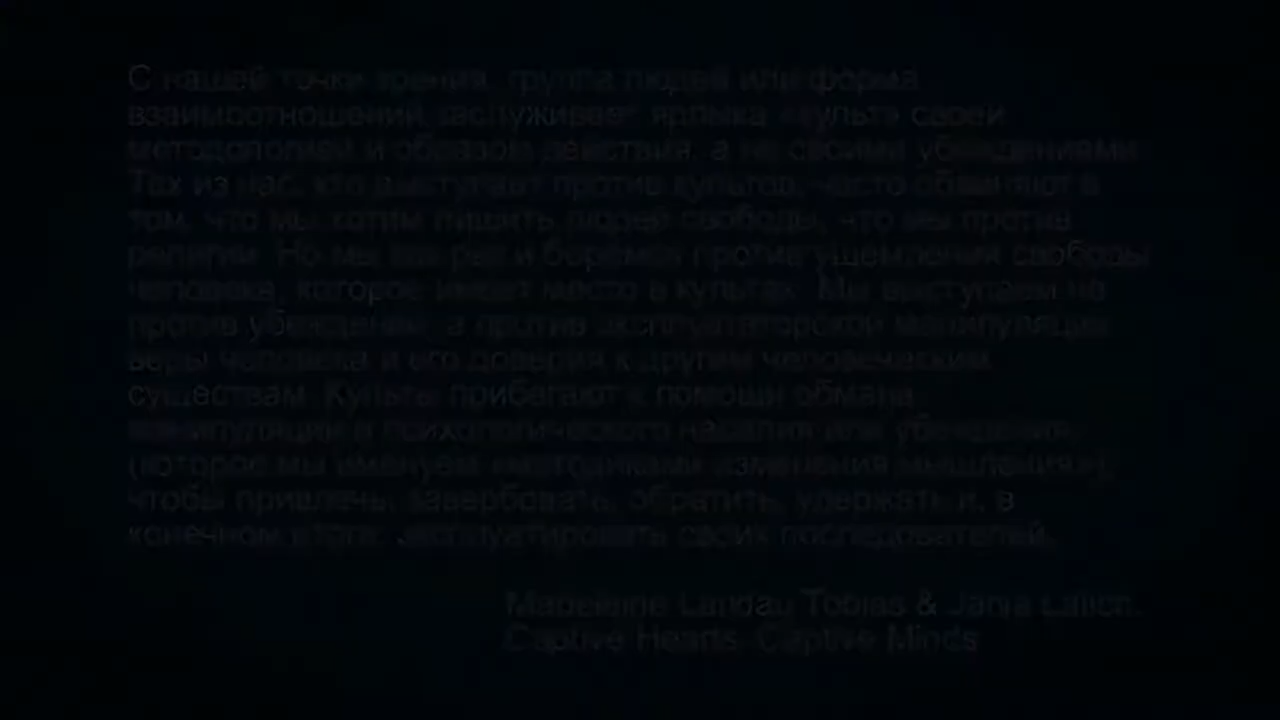 С нашей точки зрения, группа людей или форма
взаимоотношений заслуживает ярлыка «культ» своей
методологией и образом действия, а не своими убеждениями.
Тех из нас, кто выступает против культов, часто обвиняют в
том, что мы хотим лишить людей свободы, что мы против
религии. Но мы как раз и боремся против ущемления свободы
человека, которое имеет место в культах. Мы выступаем не
против убеждений, а против эксплуататорской манипуляции
веры человека и его доверия к другим человеческим
существам. Культы прибегают к помощи обмана,
манипуляции и психологического насилия или убеждения
(которое мы именуем «методиками изменения мышления»),
чтобы привлечь, завербовать, обратить, удержать и, в
конечном итоге, эксплуатировать своих последователей.
Madeleine Landau Tobias & Janja Lalich.
Captive Hearts, Captive Minds